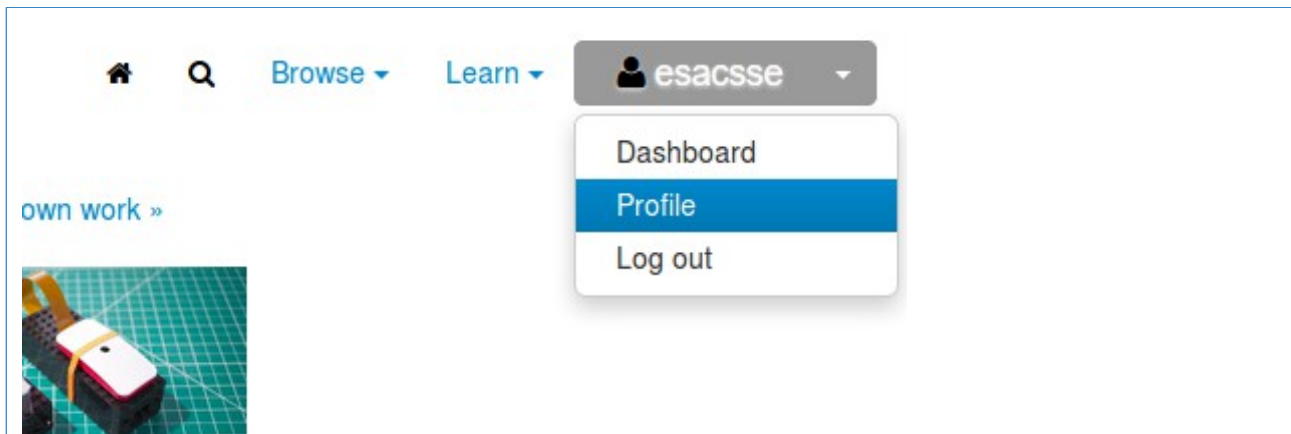 Browse Learn esacsse
Dashboard
Profile
Log out
own work »